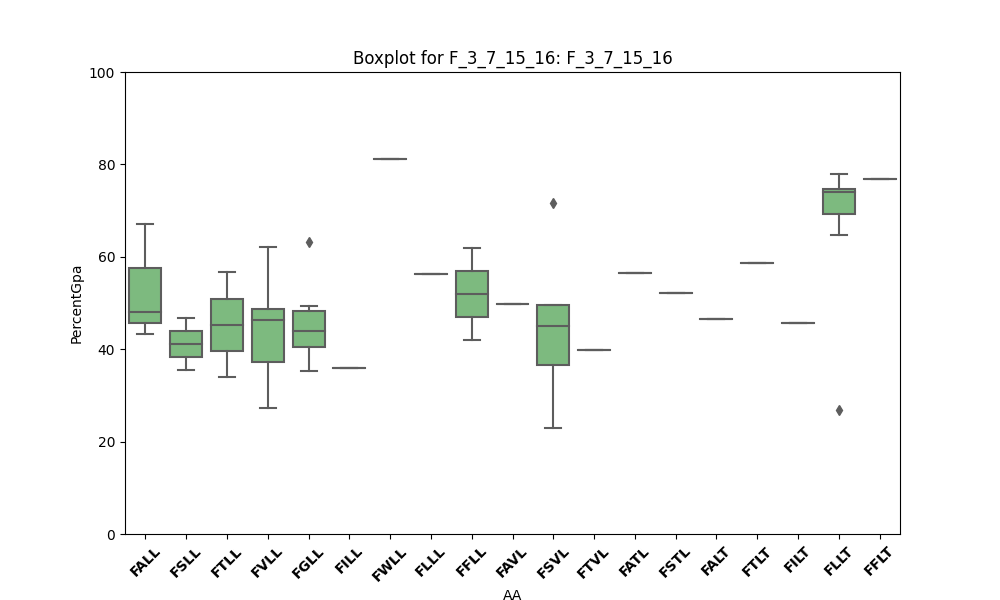 Boxplot for F_3_7_15_16: F_3_7_15_16
PercentGpa
100
80
60
40
20
0
FALL
FSLL
FTLL
FVLL
FGLL
FILL
FWLL
FLLL
FFLL
FAVL
FSVL
FTVL
FATL
FSTL
FALT
FTLT
FILT
FLLT
FFLT
AA